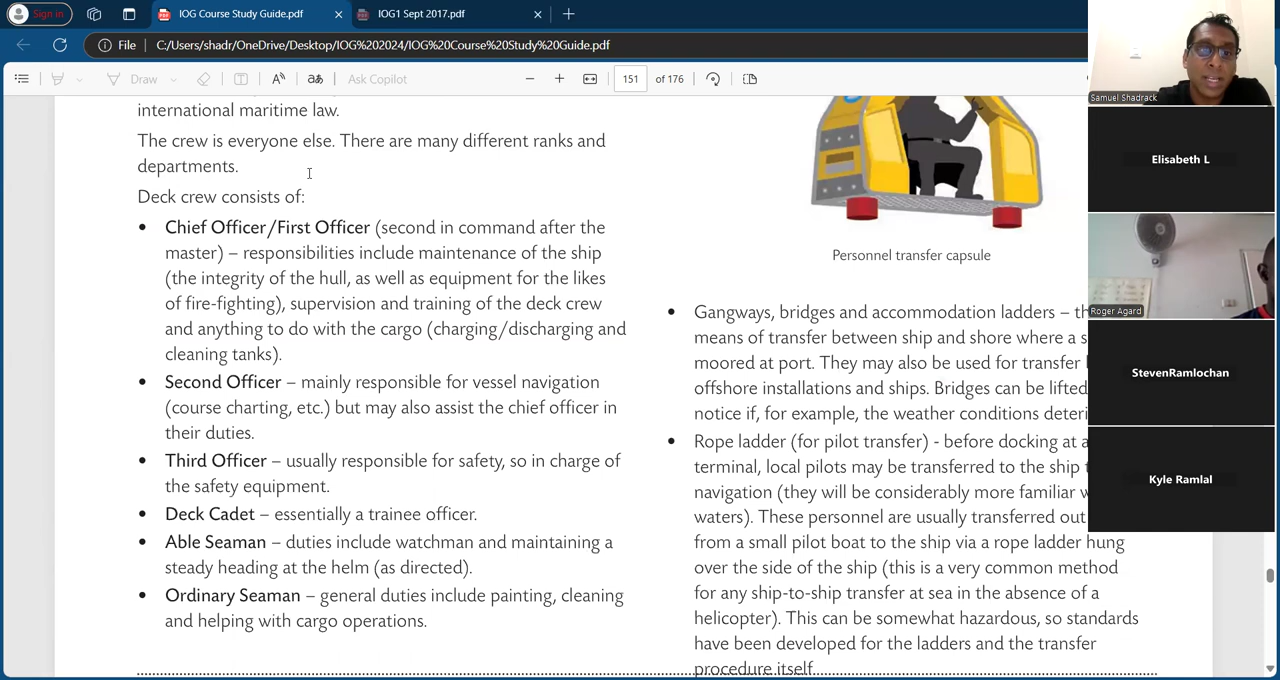 Sign in
IOG Course Study Guide.pdf
IOG1 Sept 2017.pdf
File
C:/Users/shadr/OneDrive/Desktop/IOG%202024/IOG%20Course%20Study%20Guide.pdf
Draw
aあ
Ask Copilot
151 of 176
international maritime law.
The crew is everyone else. There are many different ranks and
departments.
Deck crew consists of:
• Chief Officer/First Officer (second in command after the
master) – responsibilities include maintenance of the ship
(the integrity of the hull, as well as equipment for the likes
of fire-fighting), supervision and training of the deck crew
and anything to do with the cargo (charging/discharging and
cleaning tanks).
• Second Officer – mainly responsible for vessel navigation
(course charting, etc.) but may also assist the chief officer in
their duties.
• Third Officer – usually responsible for safety, so in charge of
the safety equipment.
• Deck Cadet – essentially a trainee officer.
• Able Seaman – duties include watchman and maintaining a
steady heading at the helm (as directed).
• Ordinary Seaman – general duties include painting, cleaning
and helping with cargo operations.
Personnel transfer capsule
• Gangways, bridges and accommodation ladders –
means of transfer between ship and shore where a
moored at port. They may also be used for transfer
offshore installations and ships. Bridges can be lifted
notice if, for example, the weather conditions
• Rope ladder (for pilot transfer) - before docking at a
terminal, local pilots may be transferred to the ship
navigation (they will be considerably more familiar
waters). These personnel are usually transferred out
from a small pilot boat to the ship via a rope ladder hung
over the side of the ship (this is a very common method
for any ship-to-ship transfer at sea in the absence of a
helicopter). This can be somewhat hazardous, so standards
have been developed for the ladders and the transfer
procedure itself
Samuel Shadrack
Elisabeth L
Roger Agard
StevenRamlochan
Kyle Ramlal